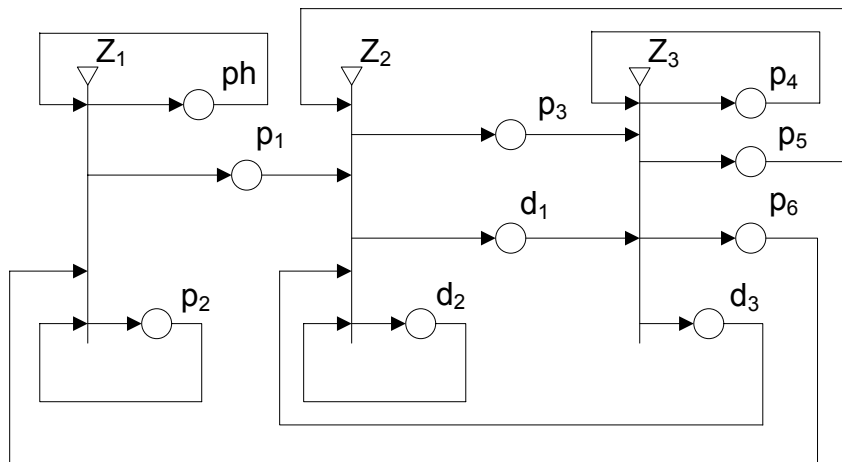 Z₁ ph Z₂ Z₃ p₄
p₁ p₃ p₅
d₁ p₆
p₂ d₂ d₃